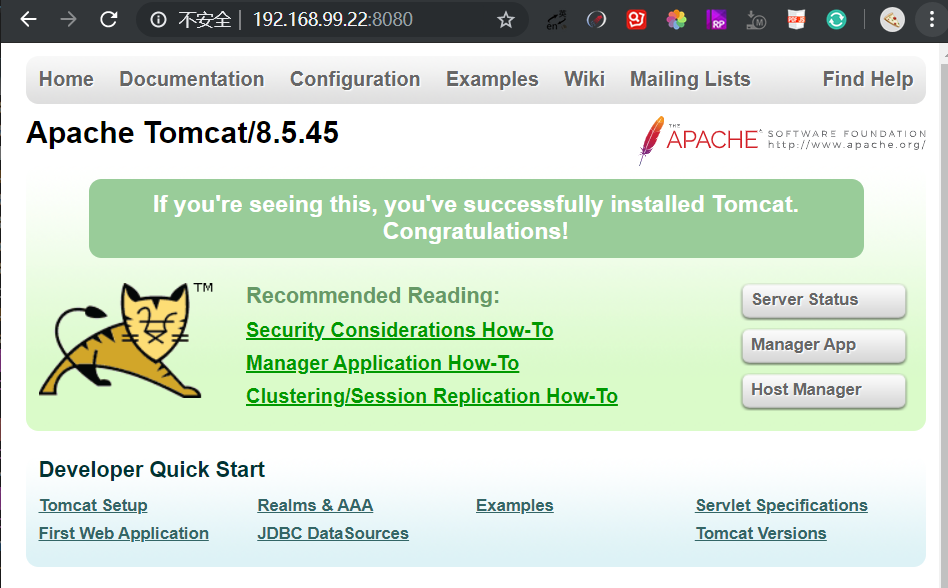 不安全 | 192.168.99.22:8080
Home Documentation Configuration Examples Wiki Mailing Lists Find Help
Apache Tomcat/8.5.45
THE APACHE® SOFTWARE FOUNDATION
http://www.apache.org/
If you're seeing this, you've successfully installed Tomcat.
Congratulations!
TM
Recommended Reading:
Security Considerations How-To
Manager Application How-To
Clustering/Session Replication How-To
Server Status
Manager App
Host Manager
Developer Quick Start
Tomcat Setup Realms & AAA Examples Servlet Specifications
First Web Application JDBC DataSources Tomcat Versions